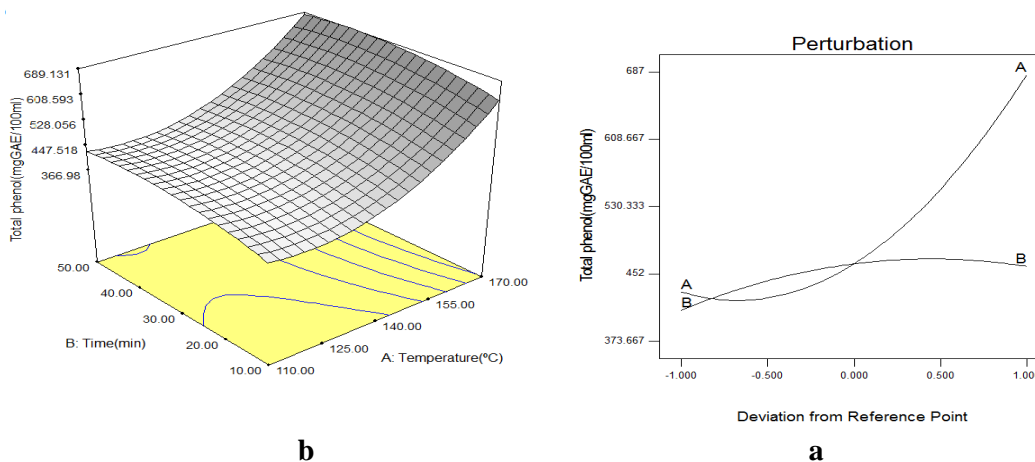 689.131
608.593
528.056
447.518
366.98
Total phenol(mgGAE/100ml)
50.00
40.00
30.00
20.00
10.00
B: Time(min)
170.00
155.00
140.00
125.00
110.00
A: Temperature(ºC)
b
Perturbation
687
608.667
530.333
452
373.667
Total phenol(mgGAE/100ml)
A
B
A
B
-1.000
-0.500
0.000
0.500
1.00
Deviation from Reference Point
a